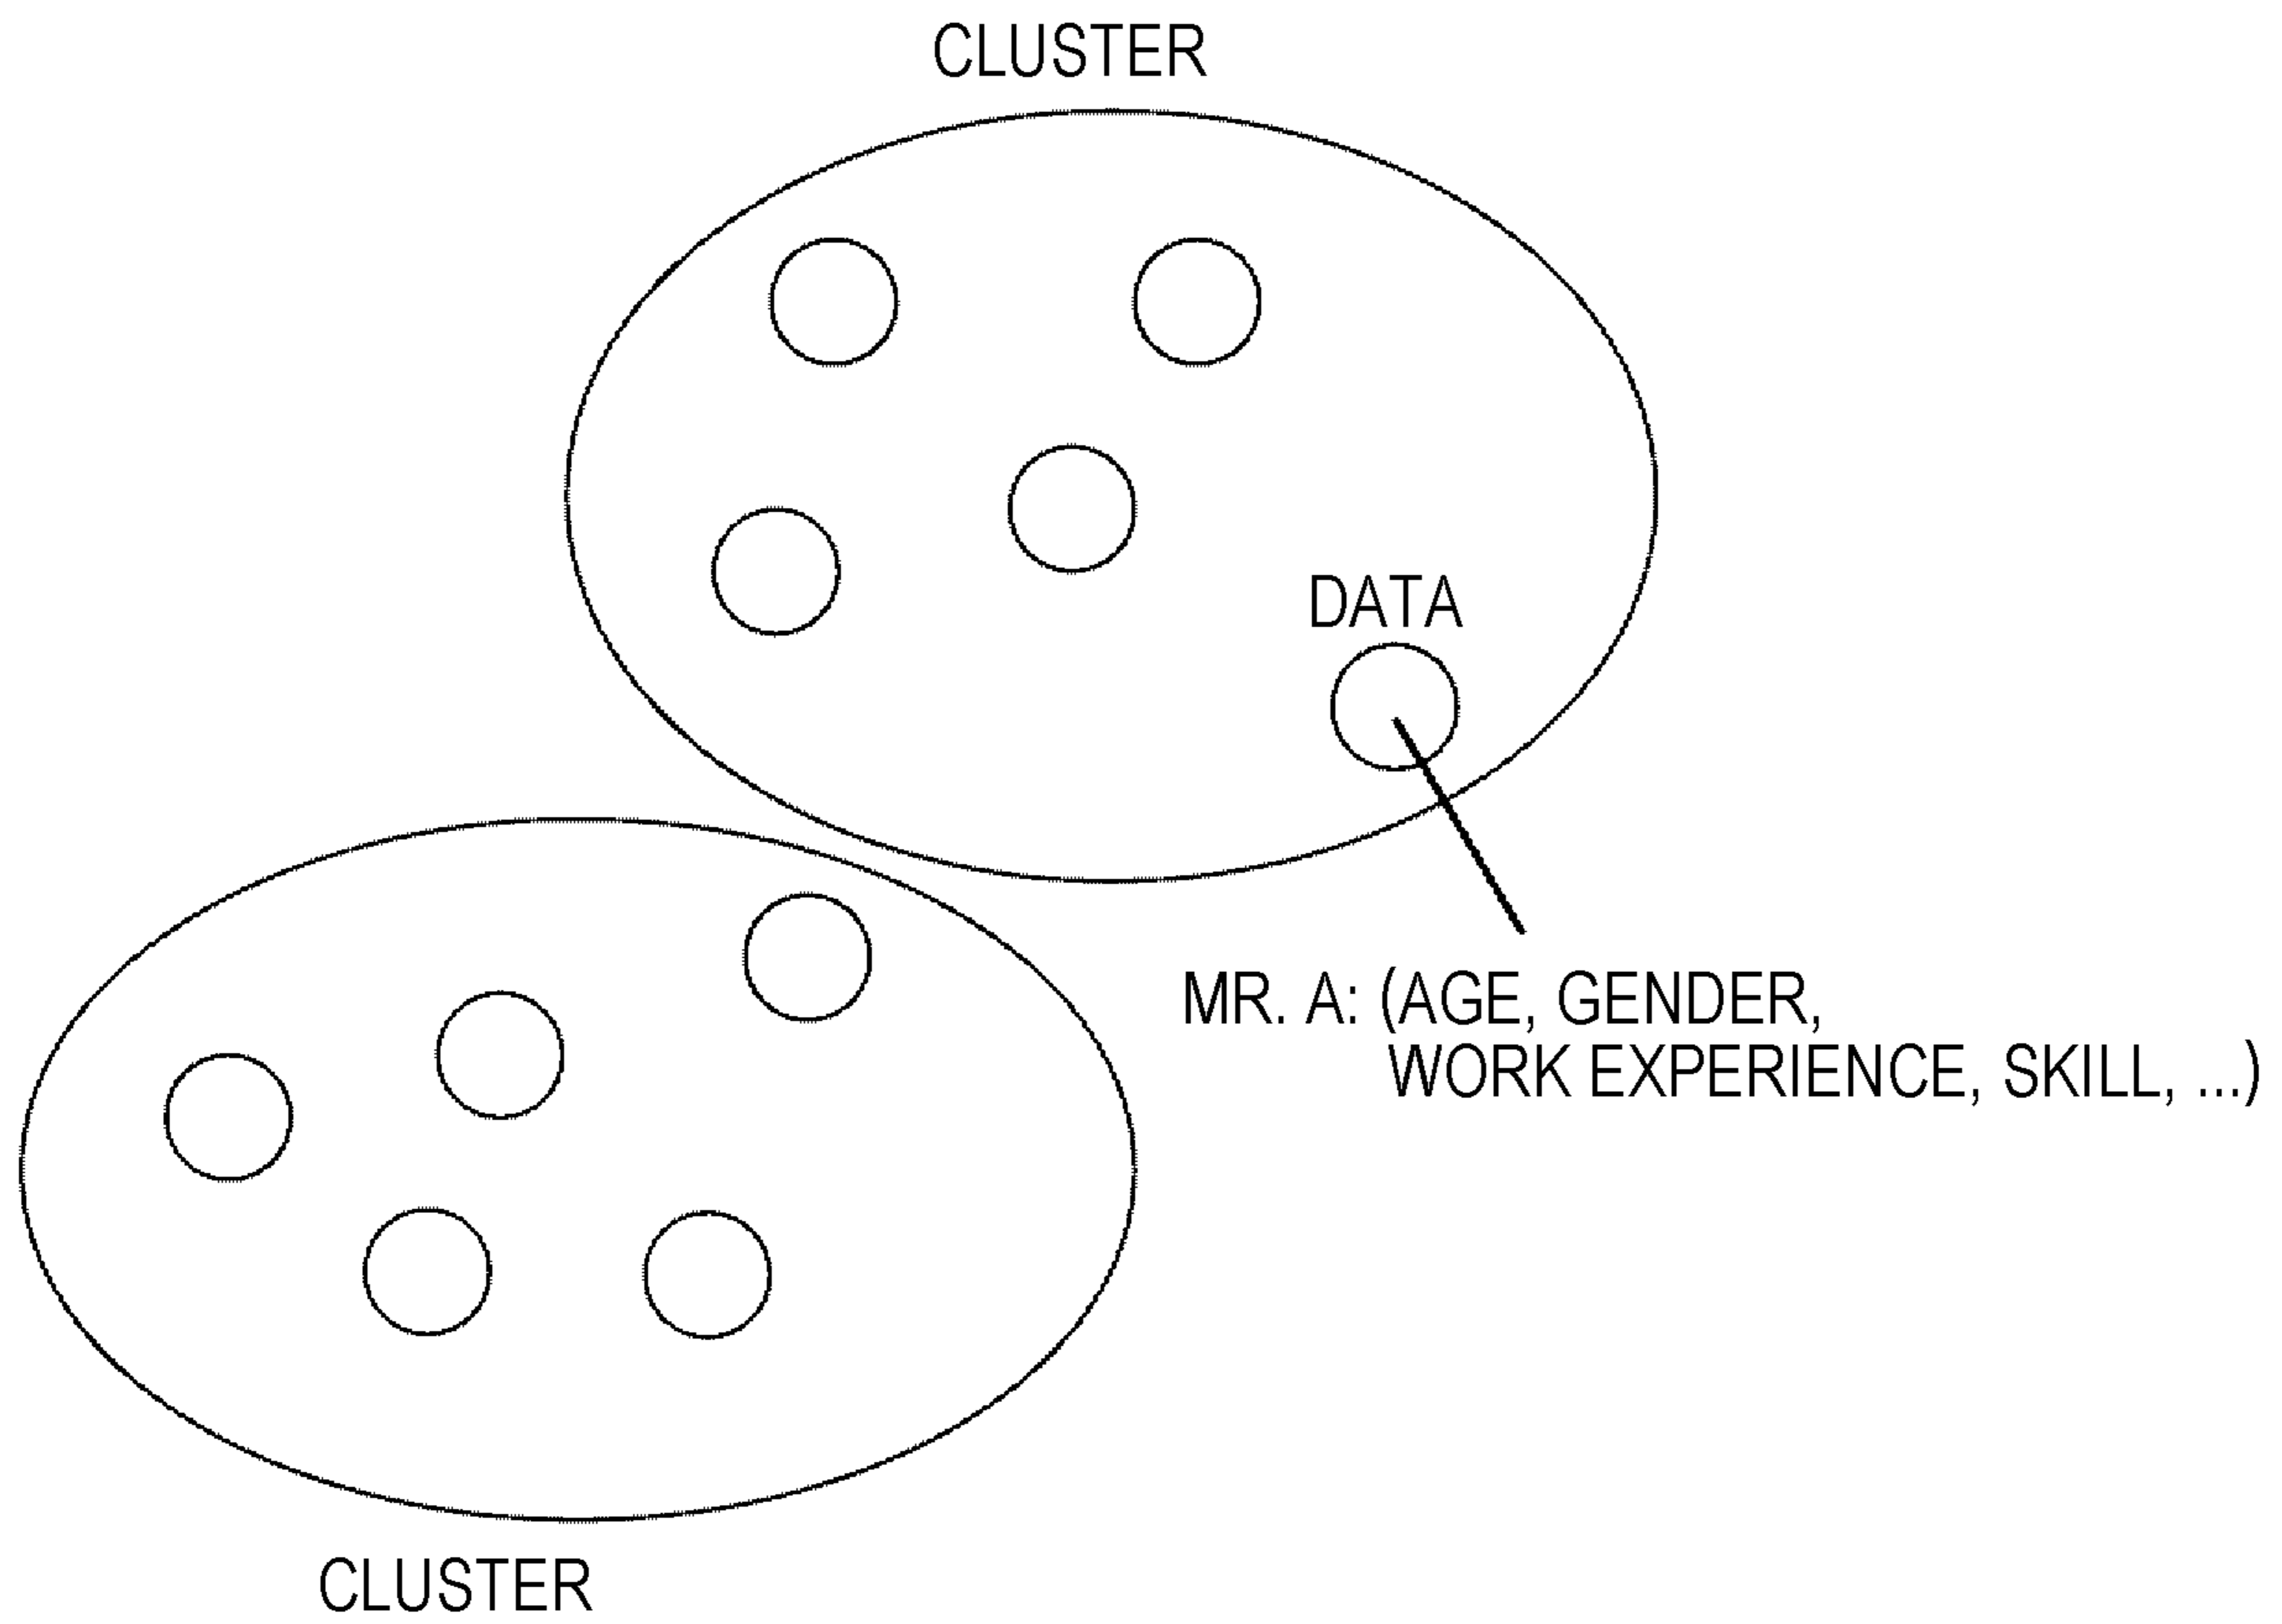 CLUSTER
DATA
MR. A: (AGE, GENDER,
WORK EXPERIENCE, SKILL, ...)
CLUSTER